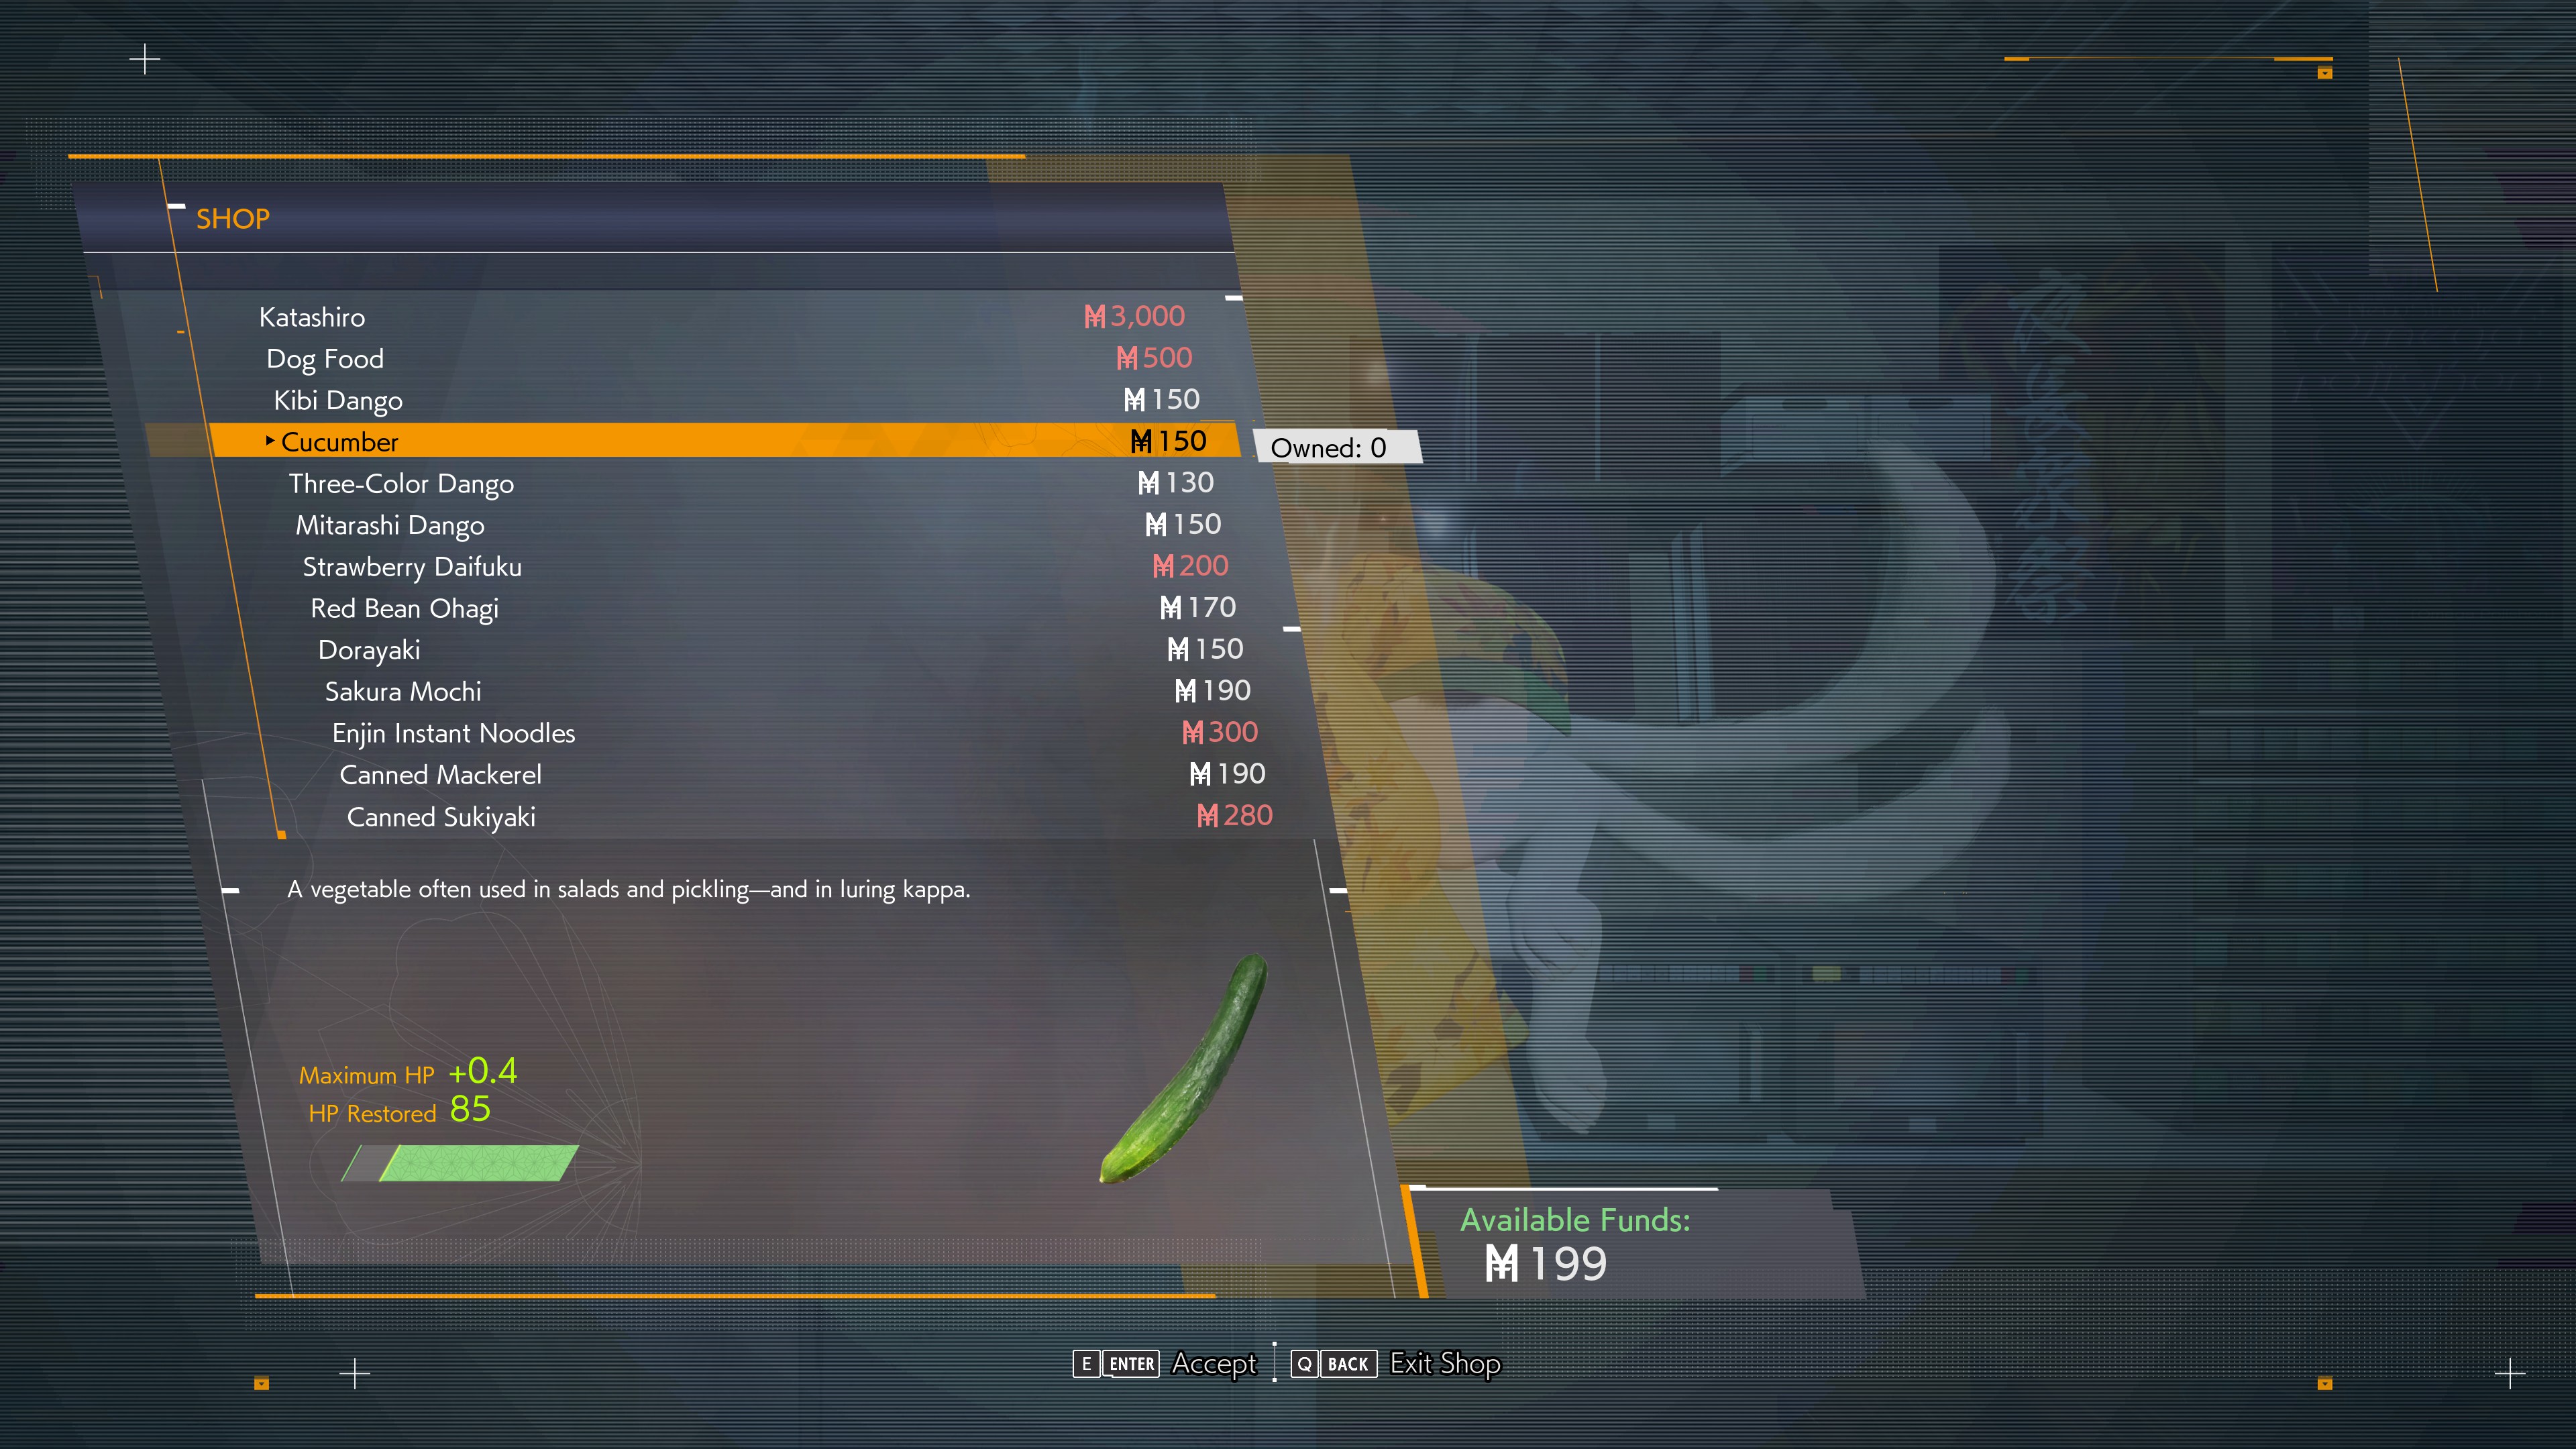 SHOP
Katashiro ¥3,000
Dog Food ¥500
Kibi Dango ¥150
Cucumber ¥150
Owned: 0
Three-Color Dango ¥130
Mitarashi Dango ¥150
Strawberry Daifuku ¥200
Red Bean Ohagi ¥170
Dorayaki ¥150
Sakura Mochi ¥190
Enjin Instant Noodles ¥300
Canned Mackerel ¥190
Canned Sukiyaki ¥280
A vegetable often used in salads and pickling—and in luring kappa.
Maximum HP +0.4
HP Restored 85
Available Funds:
¥199
E ENTER Accept Q BACK Exit Shop